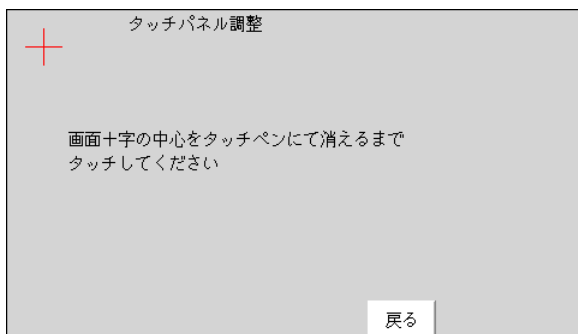 タッチパネル調整
画面十字の中心をタッチペンにて消えるまで
タッチしてください
戻る